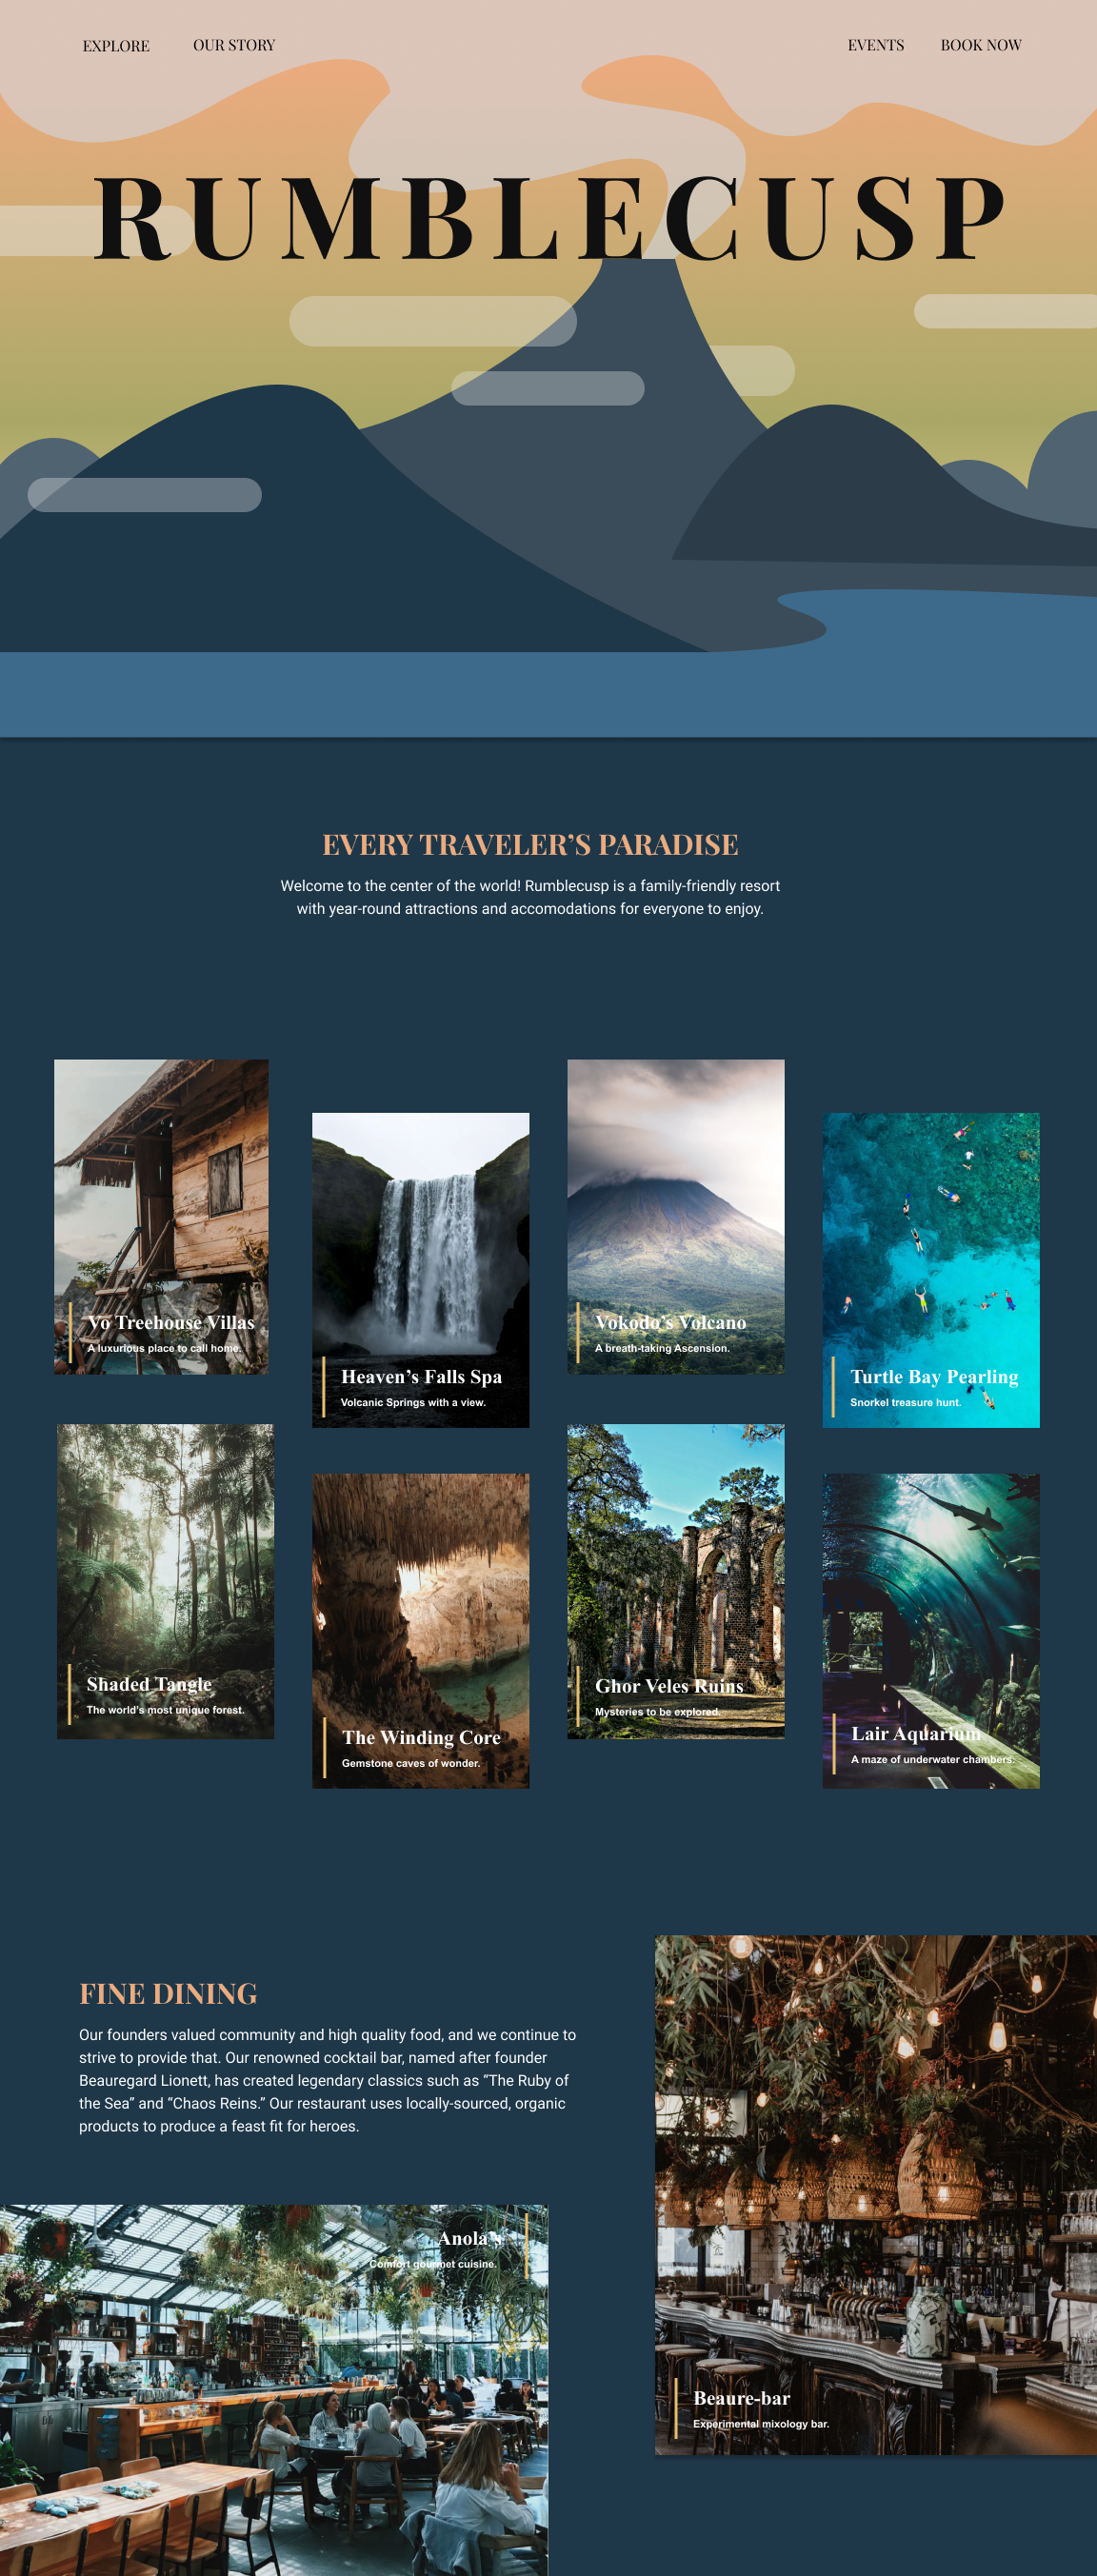 EXPLORE
OUR STORY
EVENTS
BOOK NOW
RUMBLECUSP
EVERY TRAVELER’S PARADISE
Welcome to the center of the world! Rumblecusp is a family-friendly resort
with year-round attractions and accomodations for everyone to enjoy.
Vo Treehouse Villas
A luxurious place to call home.
Heaven’s Falls Spa
Volcanic Springs with a view.
Vokodo’s Volcano
A breath-taking Ascension.
Turtle Bay Pearling
Snorkel treasure hunt.
Shaded Tangle
The world’s most unique forest.
The Winding Core
Gemstone caves of wonder.
Ghor Veles Ruins
Mysteries to be explored.
Lair Aquarium
A maze of underwater chambers.
FINE DINING
Our founders valued community and high quality food, and we continue to
strive to provide that. Our renowned cocktail bar, named after founder
Beauregard Lionett, has created legendary classics such as “The Ruby of
the Sea” and “Chaos Reins.” Our restaurant uses locally-sourced, organic
products to produce a feast fit for heroes.
Anola’s
Comfort gourmet cuisine.
Beaure-bar
Experimental mixology bar.